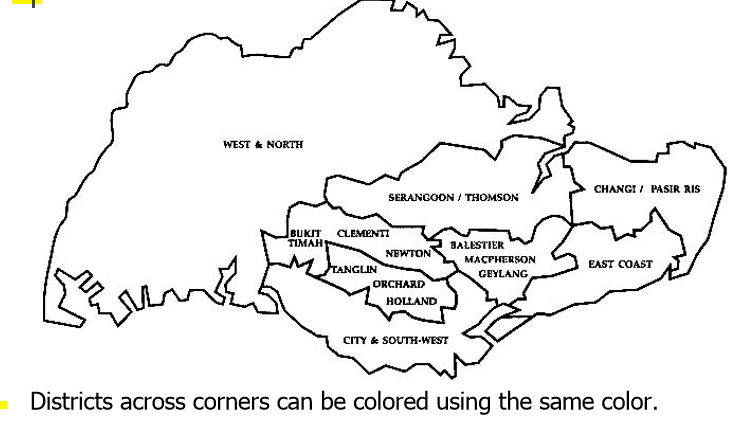 WEST & NORTH
SERANGOON / THOMSON
CHANGI / PASIR RIS
BUKIT
TIMAH
CLEMENTI
NEWTON
BALESTIER
MACPHERSON
GEYLANG
EAST COAST
TANGLIN
ORCHARD
HOLLAND
CITY & SOUTH-WEST
Districts across corners can be colored using the same color.